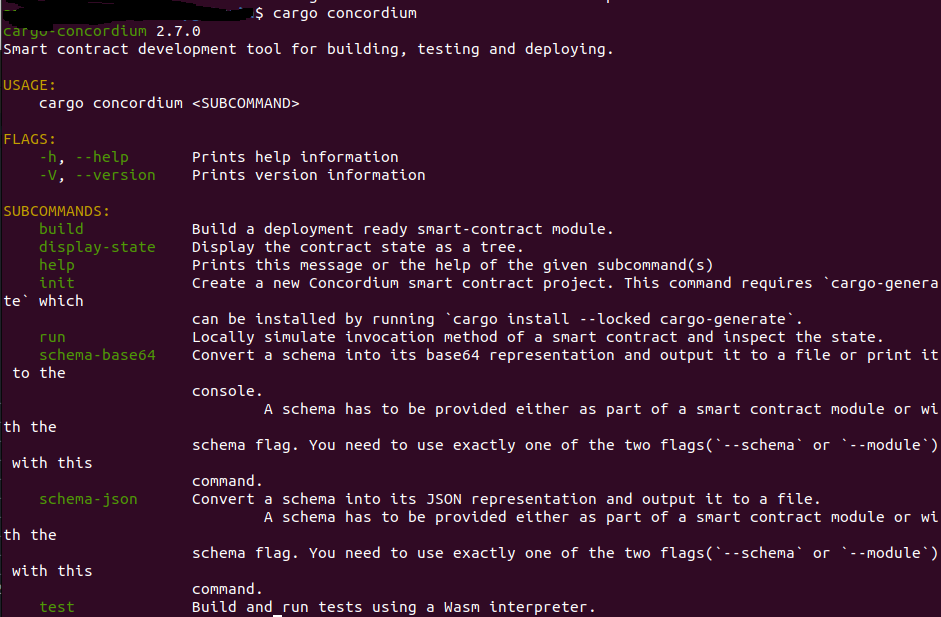 $ cargo concordium
cargo-concordium 2.7.0
Smart contract development tool for building, testing and deploying.
USAGE:
cargo concordium <SUBCOMMAND>
FLAGS:
-h, --help Prints help information
-V, --version Prints version information
SUBCOMMANDS:
build Build a deployment ready smart-contract module.
display-state Display the contract state as a tree.
help Prints this message or the help of the given subcommand(s)
init Create a new Concordium smart contract project. This command requires `cargo-genera
te` which
can be installed by running `cargo install --locked cargo-generate`.
run Locally simulate invocation method of a smart contract and inspect the state.
schema-base64 Convert a schema into its base64 representation and output it to a file or print it
to the
console.
A schema has to be provided either as part of a smart contract module or wi
th the
schema flag. You need to use exactly one of the two flags(`--schema` or `--module`)
with this
command.
schema-json Convert a schema into its JSON representation and output it to a file.
A schema has to be provided either as part of a smart contract module or wi
th the
schema flag. You need to use exactly one of the two flags(`--schema` or `--module`)
with this
command.
test Build and run tests using a Wasm interpreter.